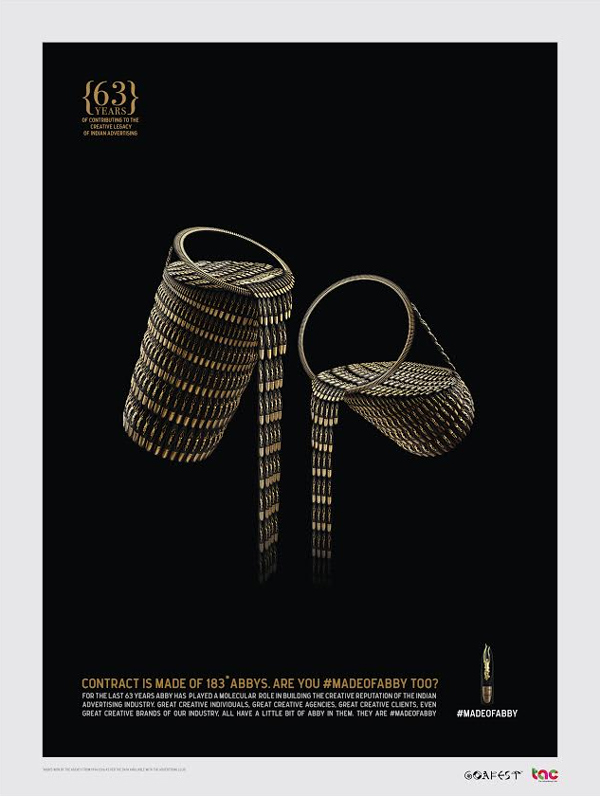 {63}
YEARS
OF CONTRIBUTING TO THE
CREATIVE LEGACY
OF INDIAN ADVERTISING
CONTRACT IS MADE OF 183* ABBYS. ARE YOU #MADEOFABBY TOO?
FOR THE LAST 63 YEARS ABBY HAS PLAYED A MOLECULAR ROLE IN BUILDING THE CREATIVE REPUTATION OF THE INDIAN
ADVERTISING INDUSTRY. GREAT CREATIVE INDIVIDUALS, GREAT CREATIVE AGENCIES, GREAT CREATIVE CLIENTS, EVEN
GREAT CREATIVE BRANDS OF OUR INDUSTRY, ALL HAVE A LITTLE BIT OF ABBY IN THEM. THEY ARE #MADEOFABBY
#MADEOFABBY
GOAFEST
tac